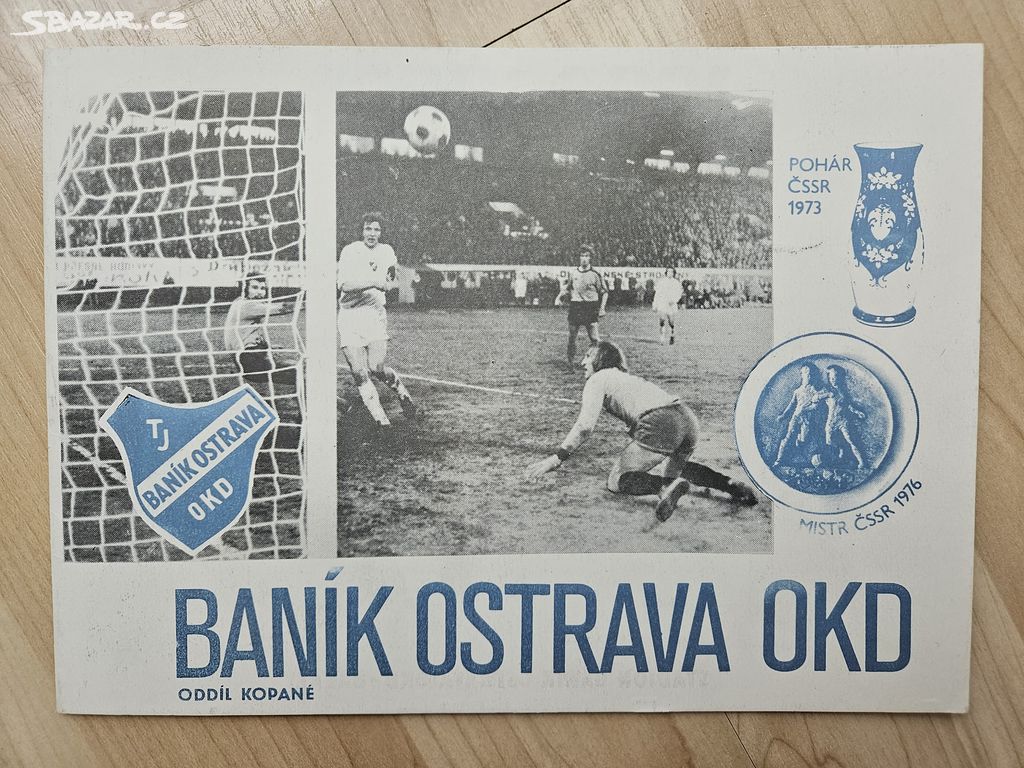 SBAZAR.CZ
POHÁR
ČSSR
1973
TJ
BANÍK OSTRAVA
OKD
MISTR ČSSR 1976
BANÍK OSTRAVA OKD
ODDÍL KOPANÉ